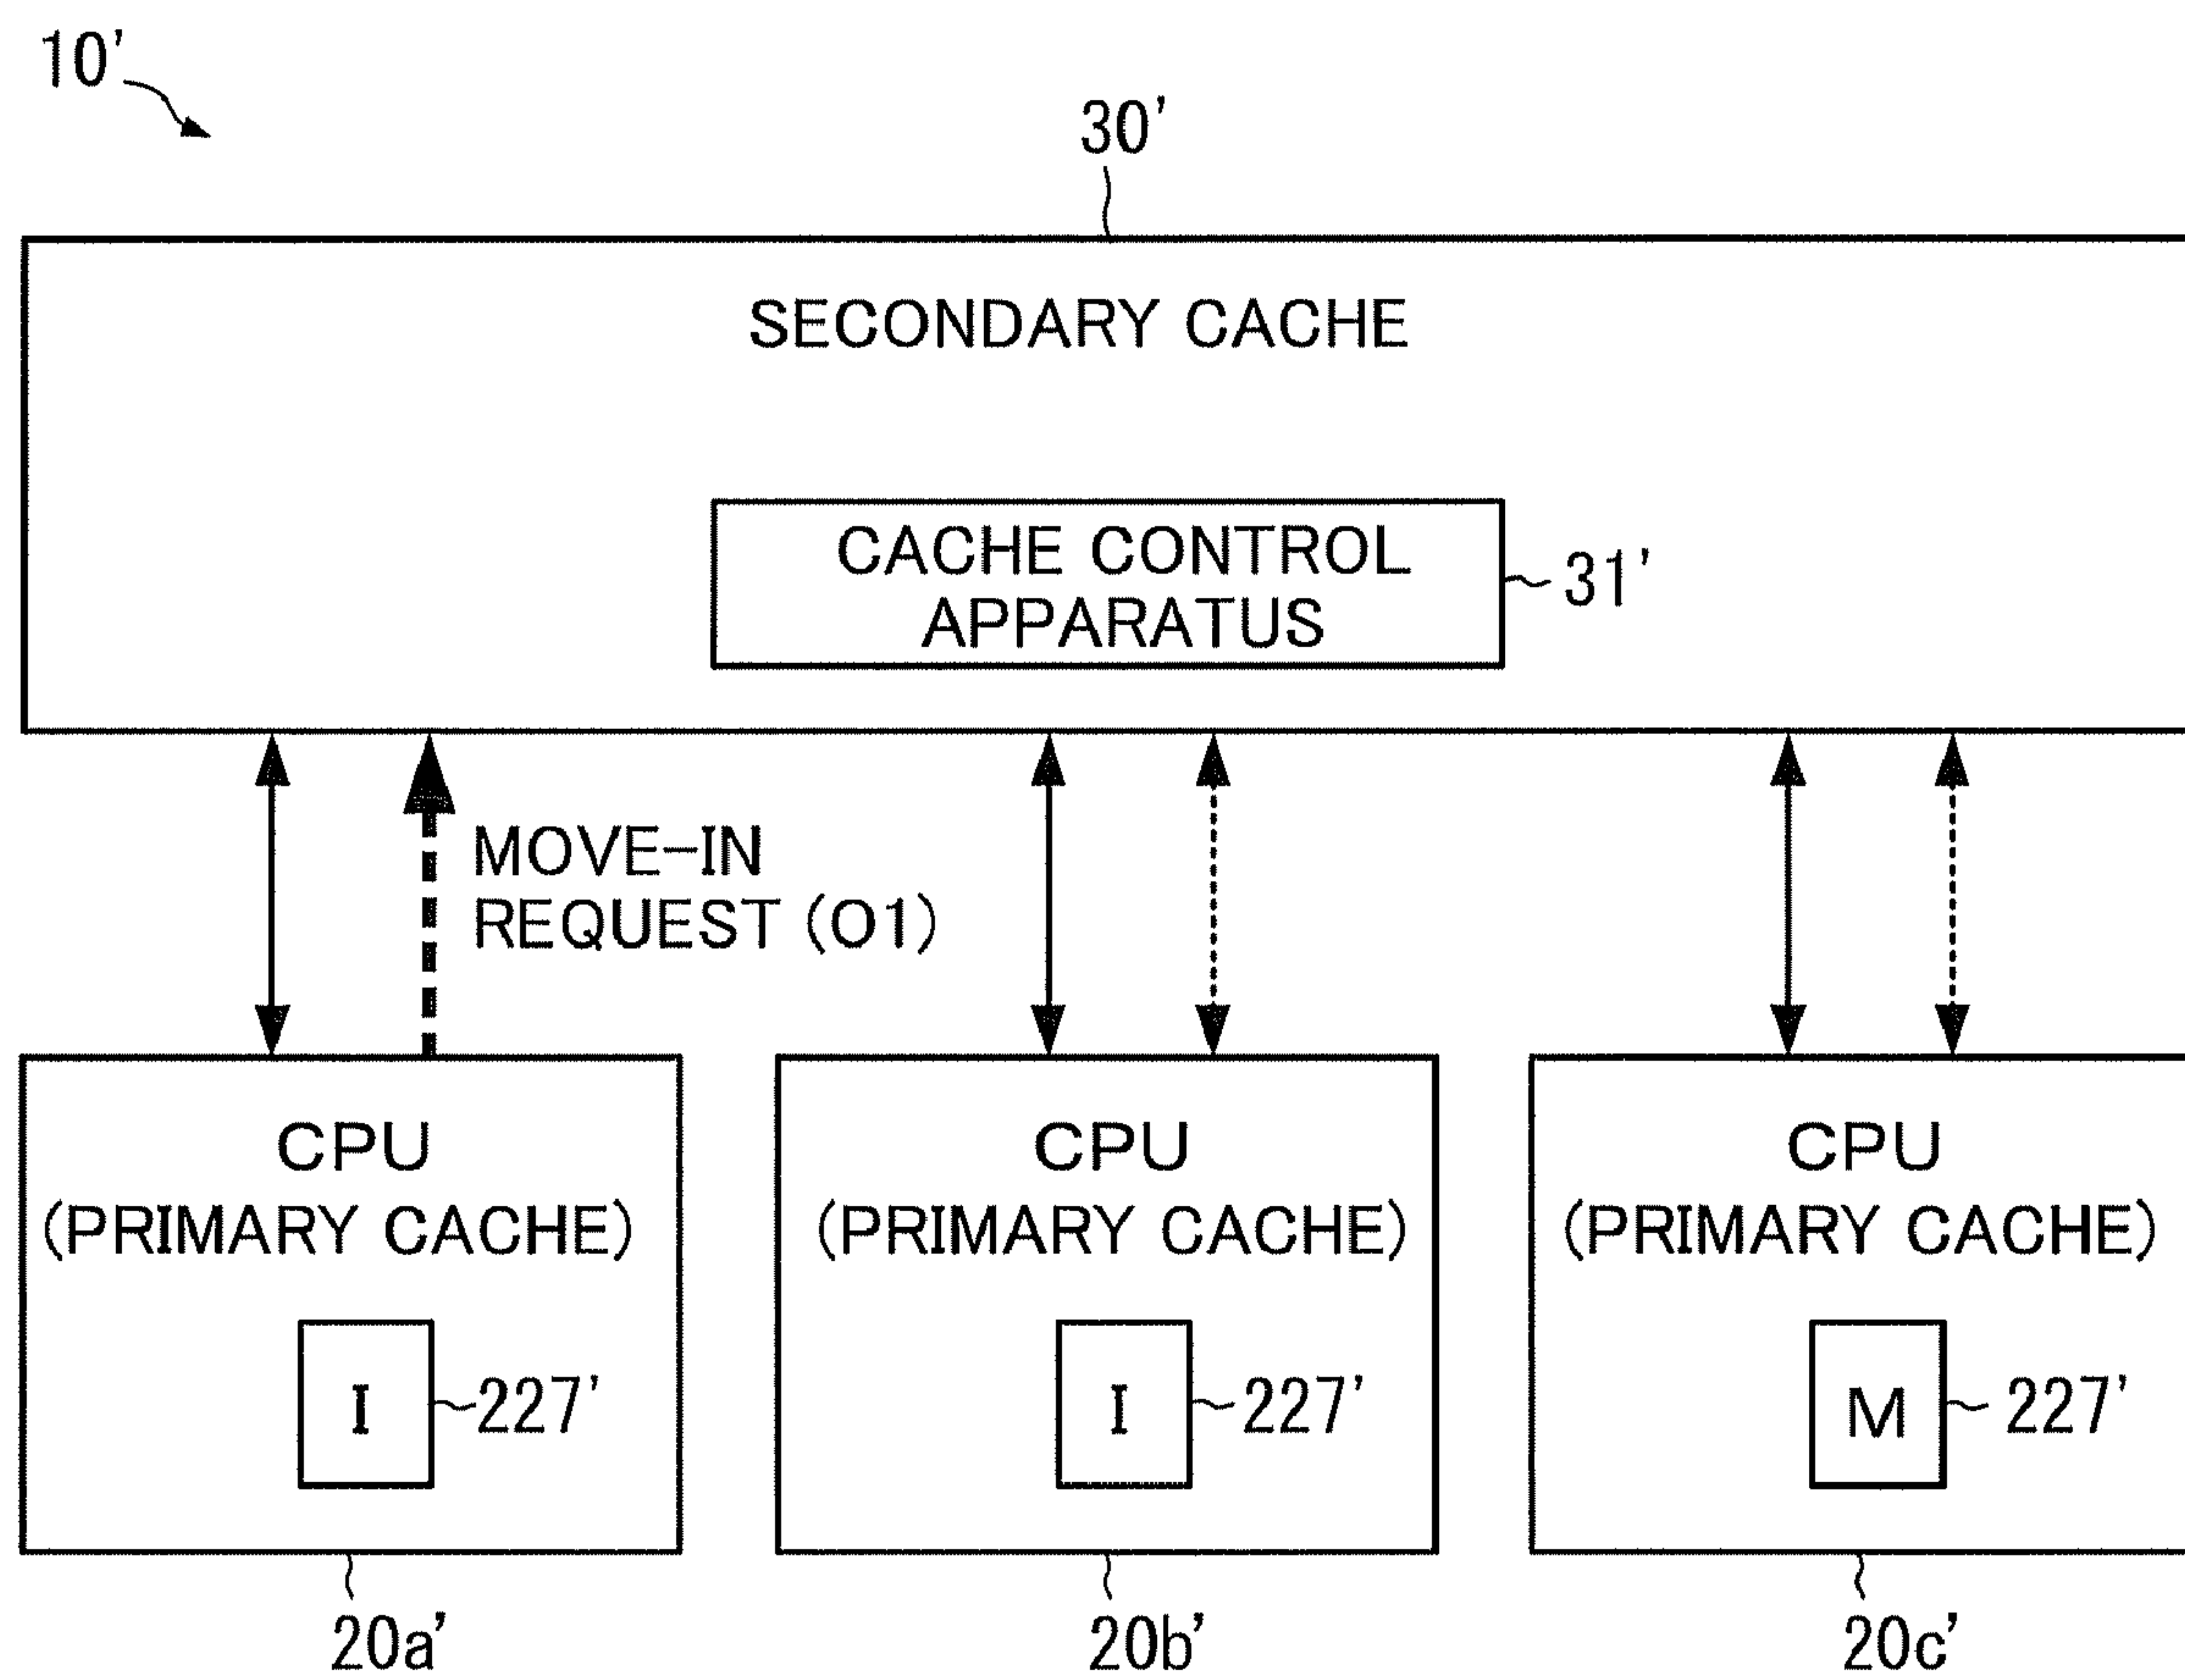 10'
30'
SECONDARY CACHE
CACHE CONTROL
APPARATUS
31'
MOVE-IN
REQUEST (O1)
CPU
(PRIMARY CACHE)
I
227'
20a'
CPU
(PRIMARY CACHE)
I
227'
20b'
CPU
(PRIMARY CACHE)
M
227'
20c'